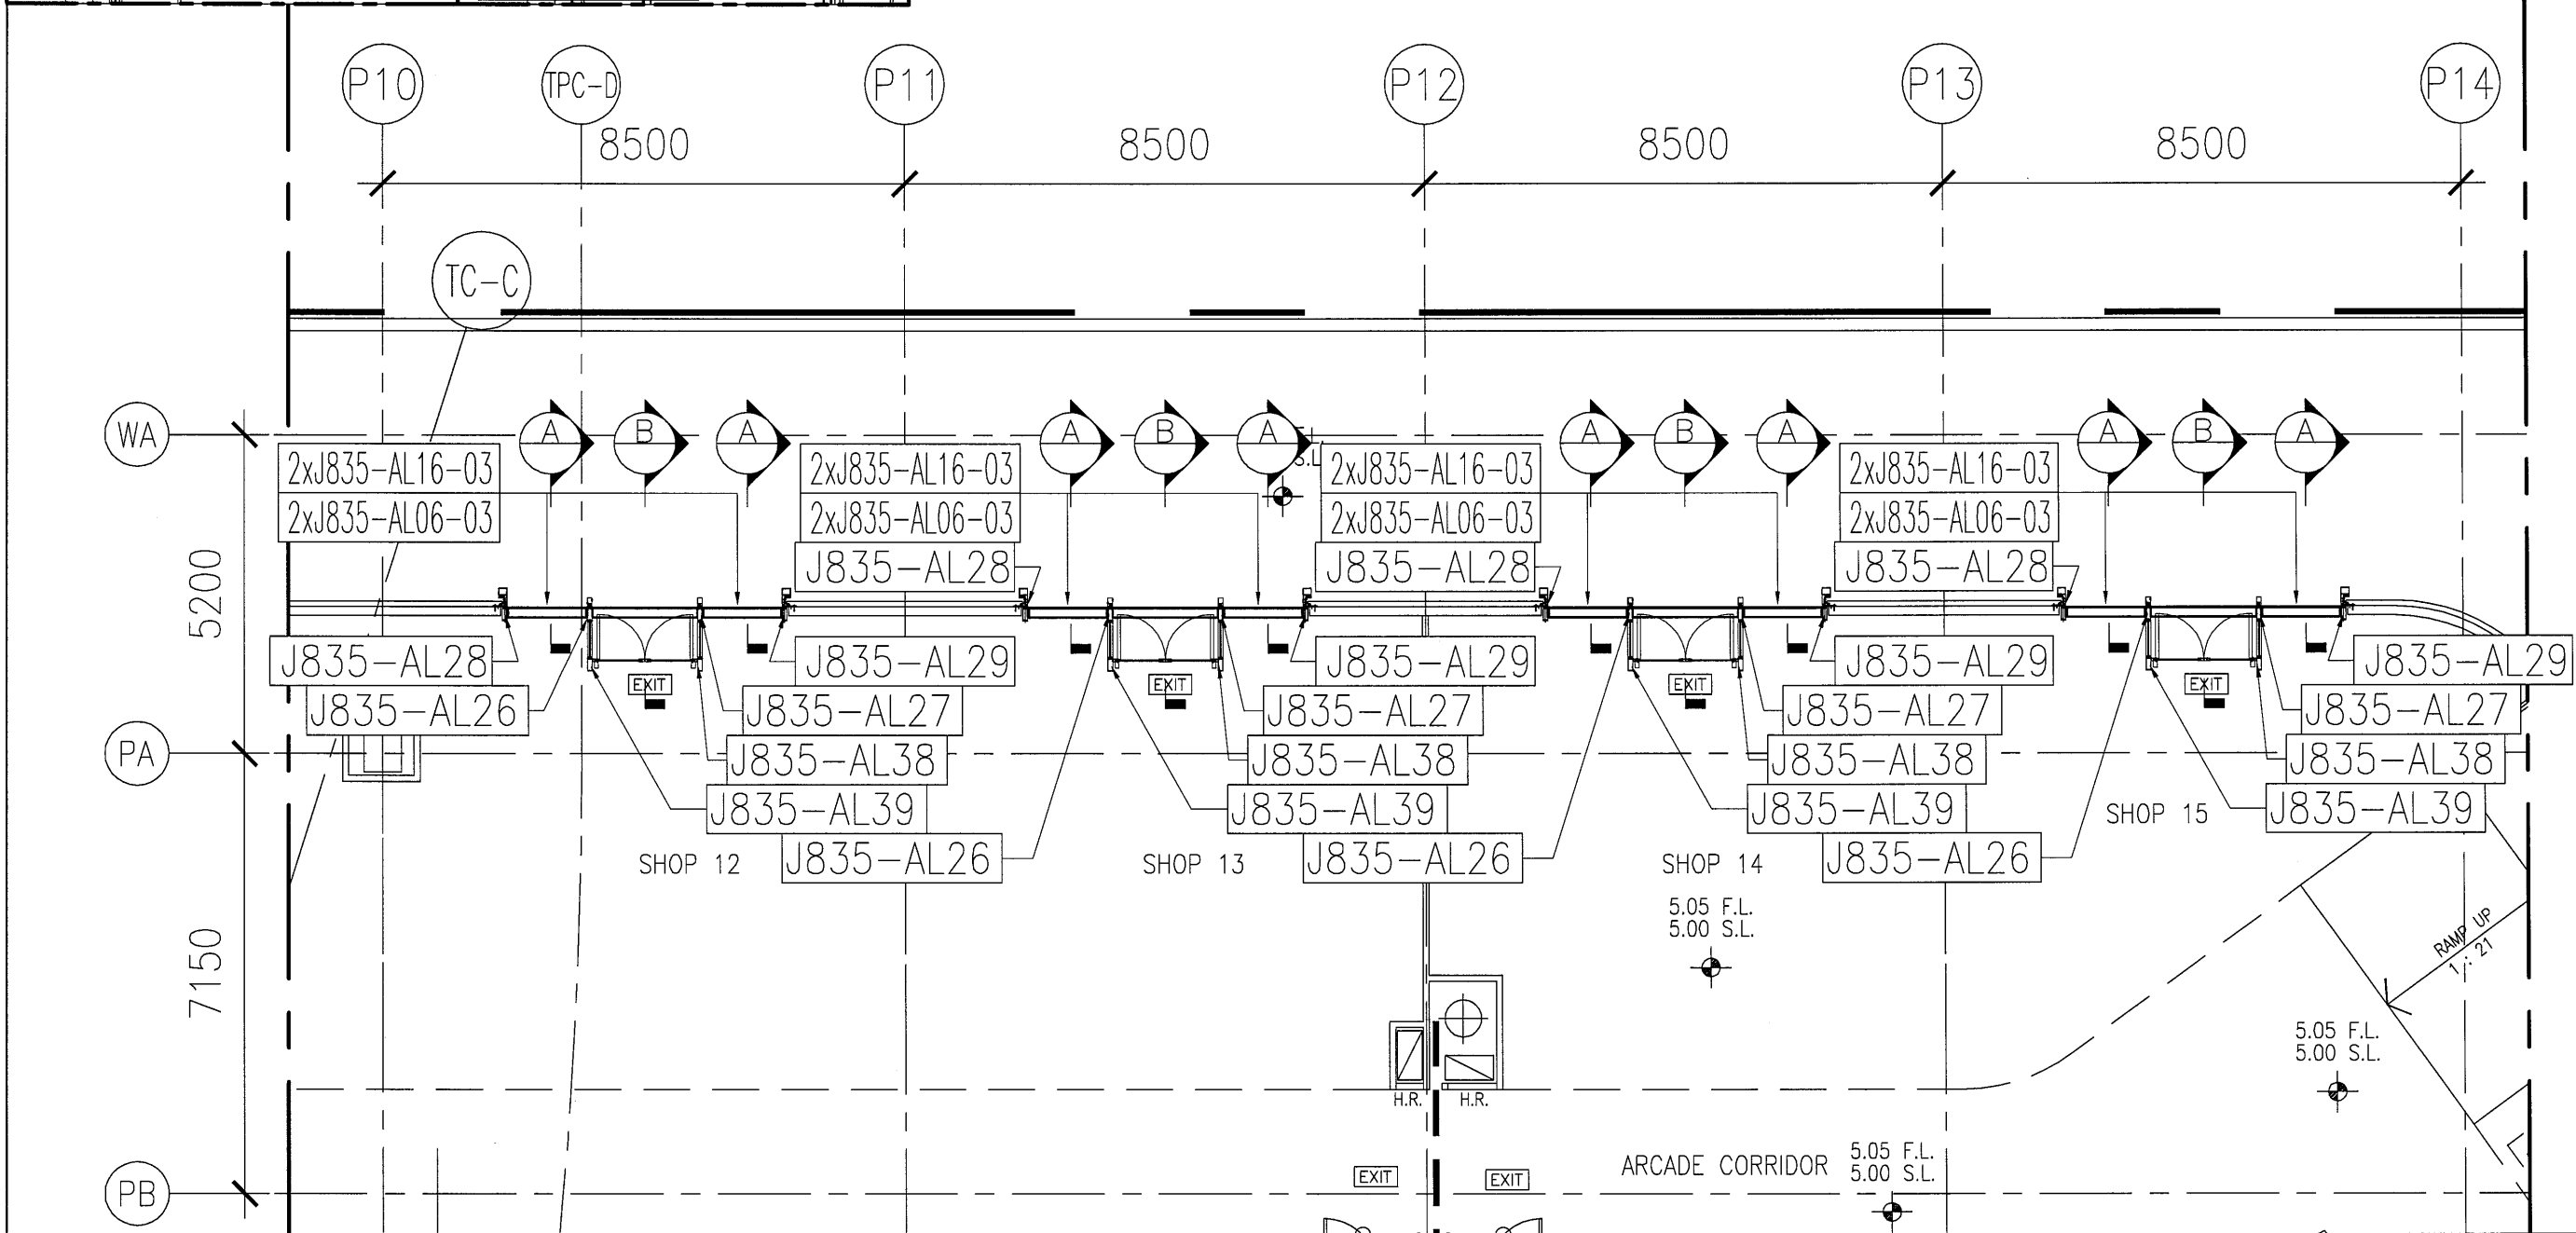 P10 TPC-D P11 P12 P13 P14
8500 8500 8500 8500
TC-C
WA A B A A B A A B A A B A
2xJ835-AL16-03 2xJ835-AL16-03 2xJ835-AL16-03 2xJ835-AL16-03
2xJ835-AL06-03 2xJ835-AL06-03 2xJ835-AL06-03 2xJ835-AL06-03
J835-AL28 J835-AL28 J835-AL28
5200
J835-AL28 J835-AL29 J835-AL29 J835-AL29 J835-AL29
EXIT EXIT EXIT EXIT
J835-AL26 J835-AL27 J835-AL27 J835-AL27 J835-AL27
PA J835-AL38 J835-AL38 J835-AL38 J835-AL38
J835-AL39 J835-AL39 J835-AL39 J835-AL39
SHOP 12 J835-AL26 SHOP 13 J835-AL26 SHOP 14 J835-AL26 SHOP 15
5.05 F.L.
5.00 S.L.
RAMP UP
1 : 21
7150
5.05 F.L.
5.00 S.L.
H.R. H.R.
ARCADE CORRIDOR
5.05 F.L.
5.00 S.L.
PB EXIT EXIT